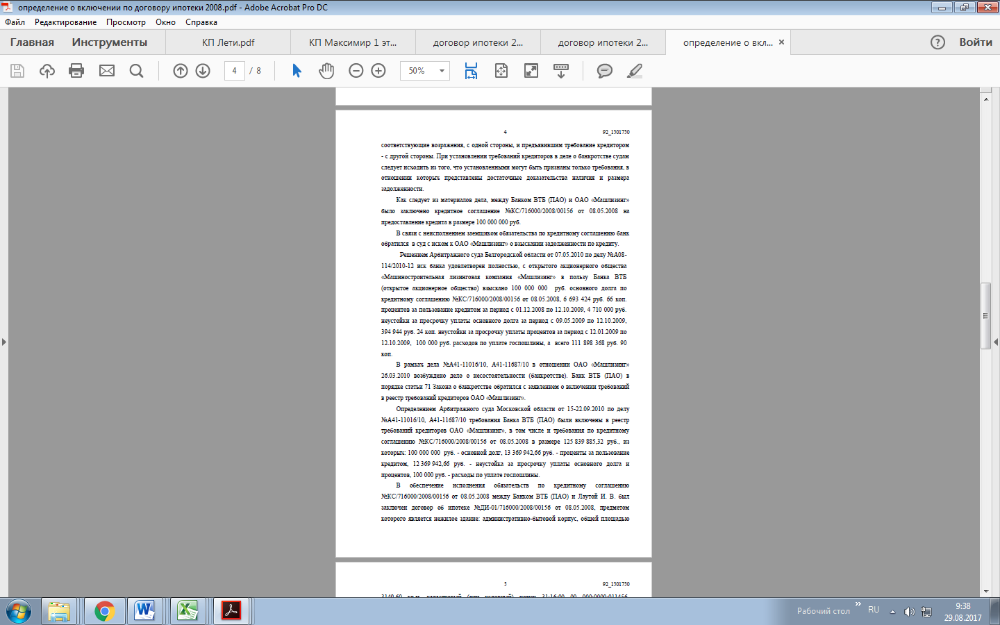 определение о включении по договору ипотеки 2008.pdf - Adobe Acrobat Pro DC
Файл Редактирование Просмотр Окно Справка
Главная Инструменты КП Лети.pdf КП Максимир 1 эт... договор ипотеки 2... договор ипотеки 2... определение о вкл... × Войти
4 / 8 50%
4 92_1501750
соответствующие возражения, с одной стороны, и предъявившим требование кредитором
- с другой стороны. При установлении требований кредиторов в деле о банкротстве судам
следует исходить из того, что установленными могут быть признаны только требования, в
отношении которых представлены достаточные доказательства наличия и размера
задолженности.
Как следует из материалов дела, между Банком ВТБ (ПАО) и ОАО «Машлизинг»
было заключено кредитное соглашение №КС/716000/2008/00156 от 08.05.2008 на
предоставление кредита в размере 100 000 000 руб.
В связи с неисполнением заемщиком обязательства по кредитному соглашению банк
обратился в суд с иском к ОАО «Машлизинг» о взыскании задолженности по кредиту.
Решением Арбитражного суда Белгородской области от 07.05.2010 по делу №А08-
114/2010-12 иск банка удовлетворен полностью, с открытого акционерного общества
«Машиностроительная лизинговая компания «Машлизинг» в пользу Банка ВТБ
(открытое акционерное общество) взыскано 100 000 000 руб. основного долга по
кредитному соглашению №КС/716000/2008/00156 от 08.05.2008, 6 693 424 руб. 66 коп.
процентов за пользование кредитом за период с 01.12.2008 по 12.10.2009, 4 710 000 руб.
неустойки за просрочку уплаты основного долга за период с 09.05.2009 по 12.10.2009,
394 944 руб. 24 коп. неустойки за просрочку уплаты процентов за период с 12.01.2009 по
12.10.2009, 100 000 руб. расходов по уплате госпошлины, а всего 111 898 368 руб. 90
коп.
В рамках дела №А41-11016/10, А41-11687/10 в отношении ОАО «Машлизинг»
26.03.2010 возбуждено дело о несостоятельности (банкротстве). Банк ВТБ (ПАО) в
порядке статьи 71 Закона о банкротстве обратился с заявлением о включении требований
в реестр требований кредиторов ОАО «Машлизинг».
Определением Арбитражного суда Московской области от 15-22.09.2010 по делу
№А41-11016/10, А41-11687/10 требования Банка ВТБ (ПАО) были включены в реестр
требований кредиторов ОАО «Машлизинг», в том числе и требования по кредитному
соглашению №КС/716000/2008/00156 от 08.05.2008 в размере 125 839 885,32 руб., из
которых: 100 000 000 руб. - основной долг, 13 369 942,66 руб. - проценты за пользование
кредитом, 12 369 942,66 руб. - неустойка за просрочку уплаты основного долга и
процентов, 100 000 руб. - расходы по уплате госпошлины.
В обеспечение исполнения обязательств по кредитному соглашению
№КС/716000/2008/00156 от 08.05.2008 между Банком ВТБ (ПАО) и Лаутой И. В. был
заключен договор об ипотеке №ДИ-01/716000/2008/00156 от 08.05.2008, предметом
которого является нежилое здание: административно-бытовой корпус, общей площадью
5 92_1501750
3149,60 кв.м, кадастровый (или условный) номер
Рабочий стол » RU 9:38
29.08.2017